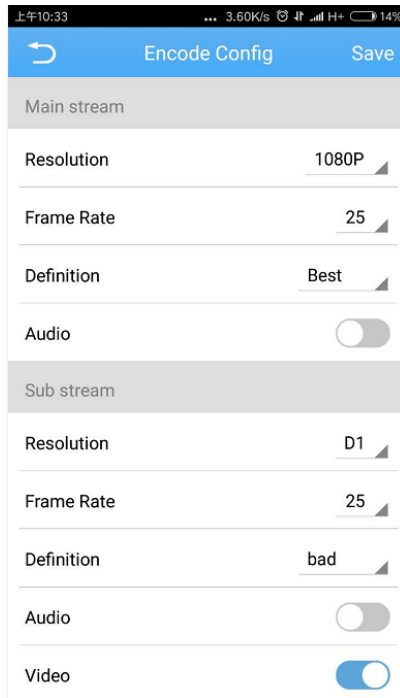 上午10:33 ... 3.60K/s H+ 14%
Encode Config Save
Main stream
Resolution 1080P
Frame Rate 25
Definition Best
Audio
Sub stream
Resolution D1
Frame Rate 25
Definition bad
Audio
Video